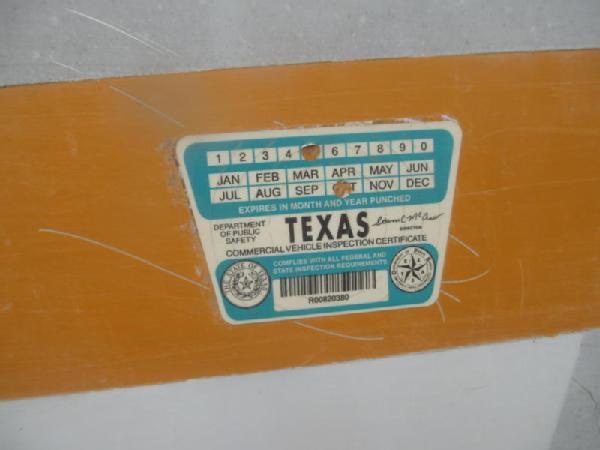 1 2 3 4 6 7 8 9 0
JAN FEB MAR APR MAY JUN
JUL AUG SEP NOV DEC
EXPIRES IN MONTH AND YEAR PUNCHED
DEPARTMENT OF PUBLIC SAFETY
TEXAS
DIRECTOR
COMMERCIAL VEHICLE INSPECTION CERTIFICATE
COMPLIES WITH ALL FEDERAL AND
STATE INSPECTION REQUIREMENTS
R00820380